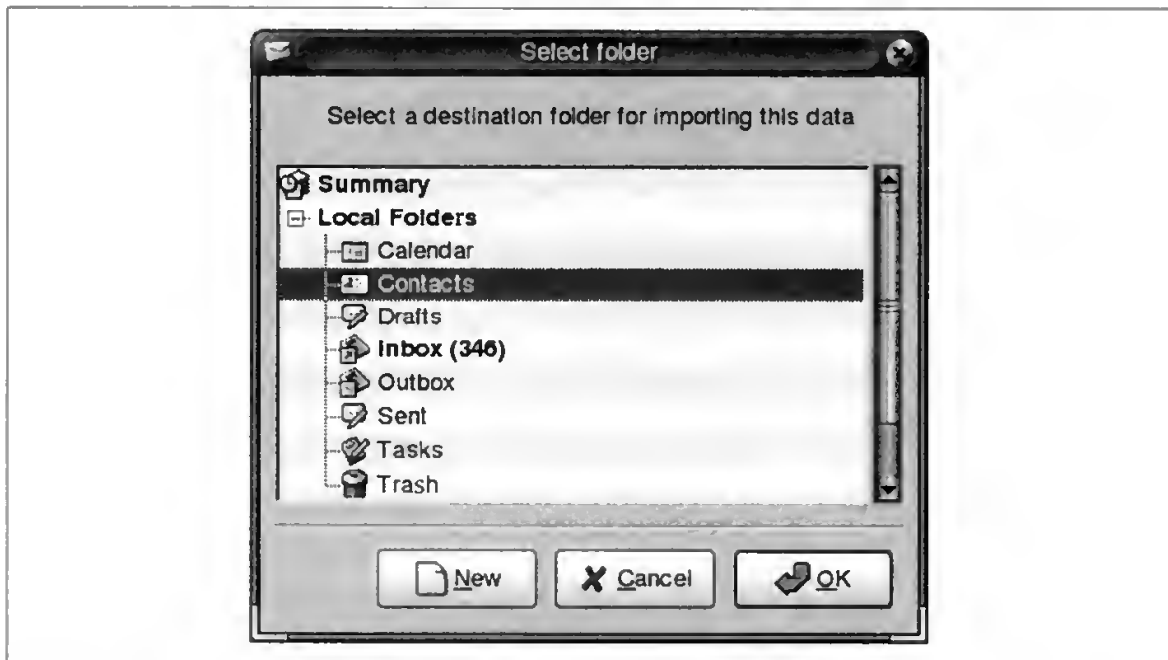 Select folder
Select a destination folder for importing this data
Summary
Local Folders
Calendar
Contacts
Drafts
Inbox (346)
Outbox
Sent
Tasks
Trash
New Cancel OK